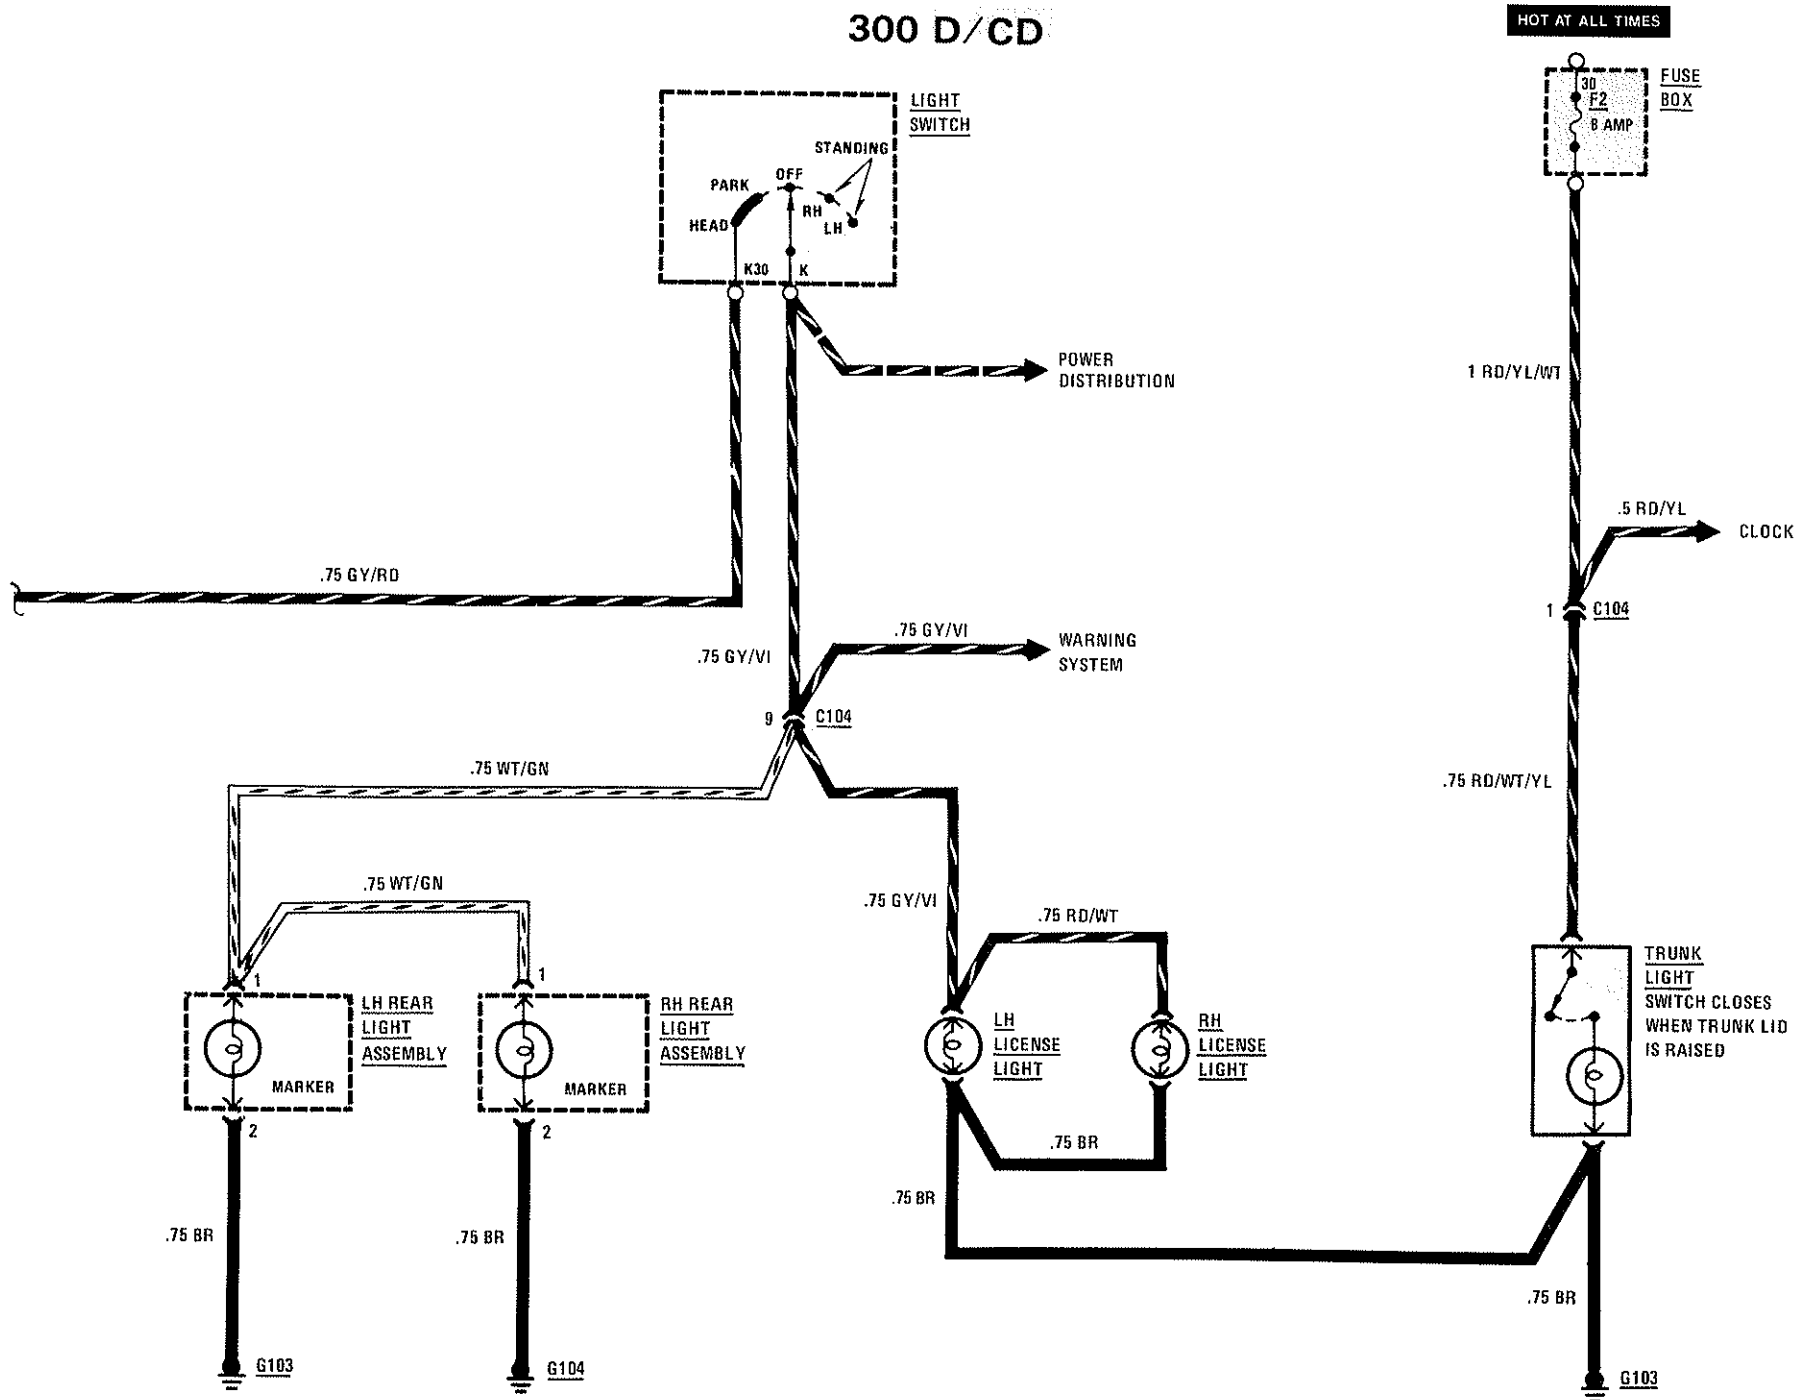 300 D/CD
HOT AT ALL TIMES
30
F2
8 AMP
FUSE
BOX
LIGHT
SWITCH
STANDING
OFF
PARK
RH
HEAD
LH
K30
K
POWER
DISTRIBUTION
1 RD/YL/WT
.5 RD/YL
CLOCK
1
C104
.75 GY/RD
.75 GY/VI
WARNING
SYSTEM
.75 GY/VI
9
C104
.75 WT/GN
.75 RD/WT/YL
.75 WT/GN
.75 GY/VI
.75 RD/WT
1
1
LH REAR
LIGHT
ASSEMBLY
MARKER
RH REAR
LIGHT
ASSEMBLY
MARKER
LH
LICENSE
LIGHT
RH
LICENSE
LIGHT
TRUNK
LIGHT
SWITCH CLOSES
WHEN TRUNK LID
IS RAISED
2
2
.75 BR
.75 BR
.75 BR
.75 BR
.75 BR
G103
G104
G103